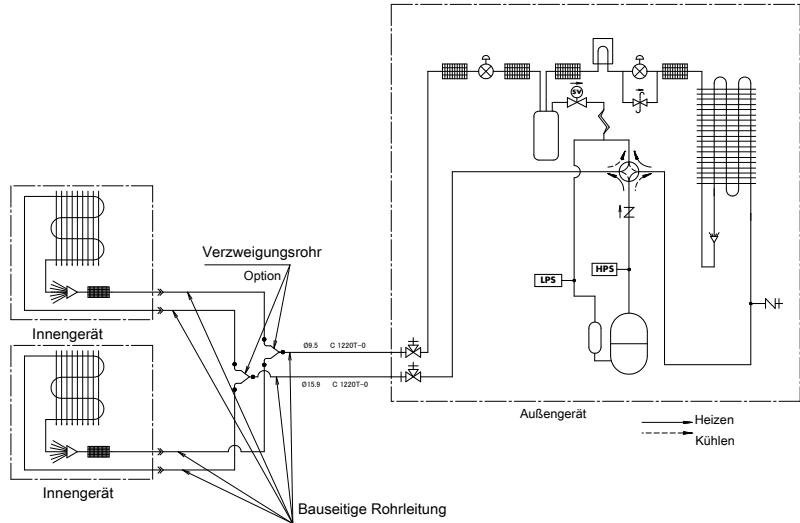 SV
Verzweigungsrohr
Option
LPS
HPS
Innengerät
Ø9.5 C 1220T-0
Ø15.9 C 1220T-0
Außengerät
Heizen
Kühlen
Innengerät
Bauseitige Rohrleitung